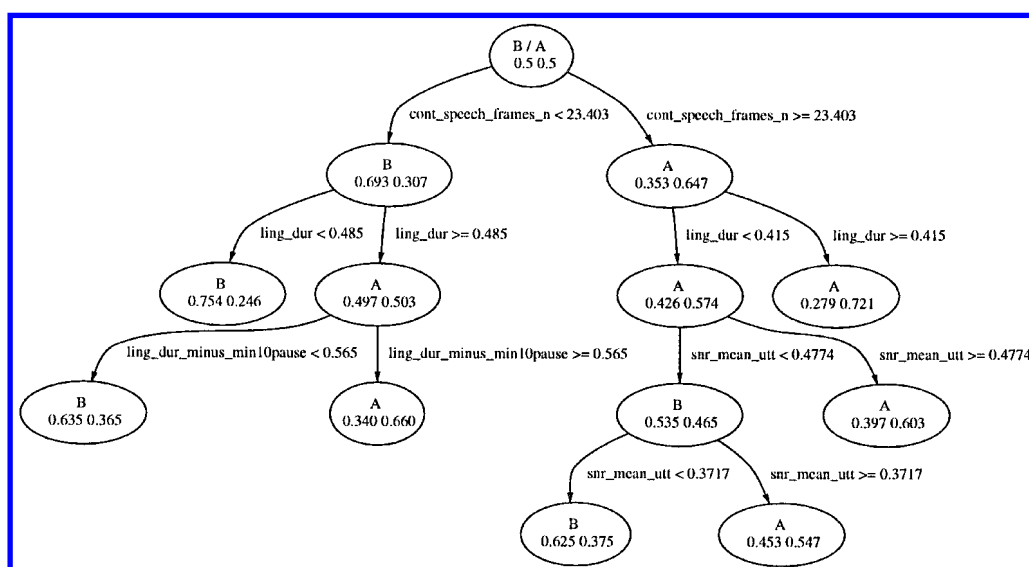 B / A
0.5 0.5
cont_speech_frames_n < 23.403
cont_speech_frames_n >= 23.403
B
0.693 0.307
A
0.353 0.647
ling_dur < 0.485
ling_dur >= 0.485
ling_dur < 0.415
ling_dur >= 0.415
B
0.754 0.246
A
0.497 0.503
A
0.426 0.574
A
0.279 0.721
ling_dur_minus_min10pause < 0.565
ling_dur_minus_min10pause >= 0.565
snr_mean_utt < 0.4774
snr_mean_utt >= 0.4774
B
0.635 0.365
A
0.340 0.660
B
0.535 0.465
A
0.397 0.603
snr_mean_utt < 0.3717
snr_mean_utt >= 0.3717
B
0.625 0.375
A
0.453 0.547